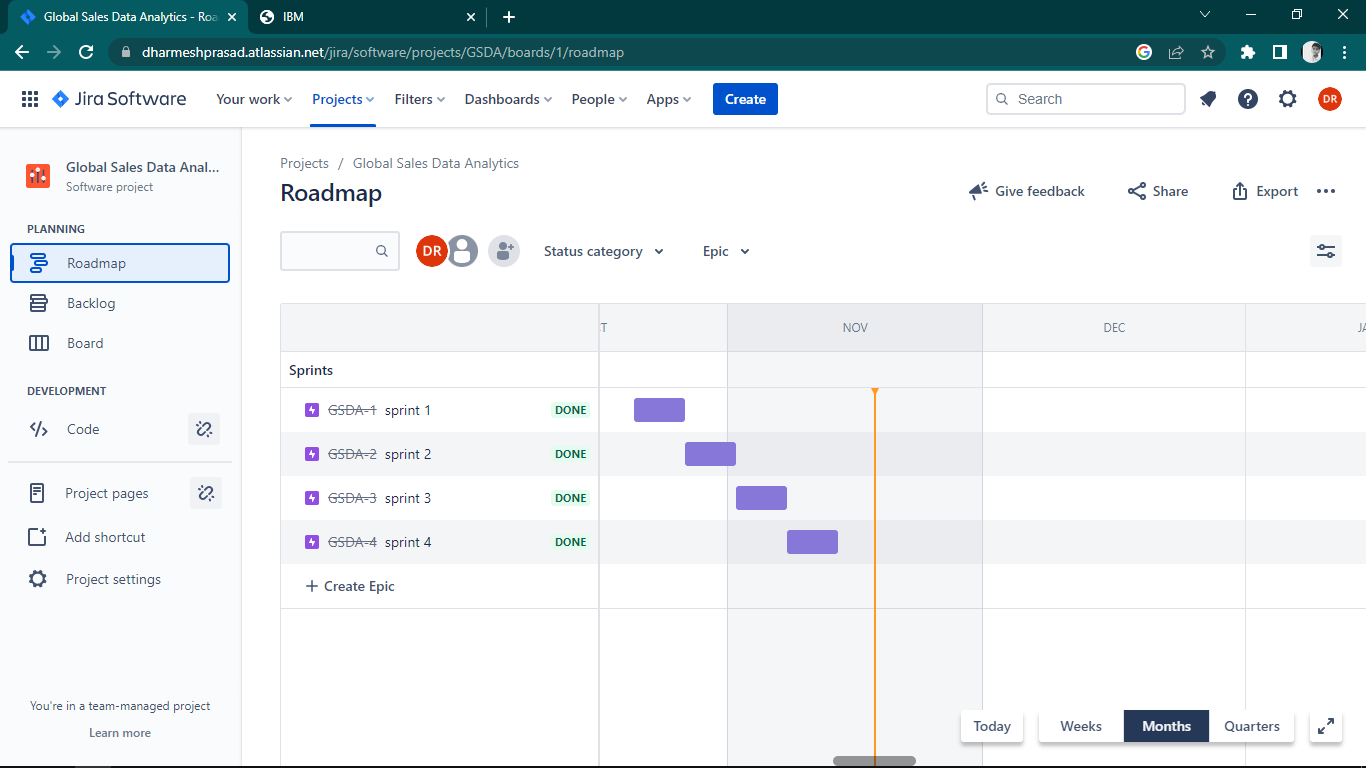 Global Sales Data Analytics - Roa
IBM
dharmeshprasad.atlassian.net/jira/software/projects/GSDA/boards/1/roadmap
Jira Software
Your work
Projects
Filters
Dashboards
People
Apps
Create
Search
DR
Global Sales Data Anal...
Software project
PLANNING
Roadmap
Backlog
Board
DEVELOPMENT
Code
Project pages
Add shortcut
Project settings
You're in a team-managed project
Learn more
Projects / Global Sales Data Analytics
Roadmap
Give feedback
Share
Export
DR
Status category
Epic
T
NOV
DEC
JA
Sprints
GSDA-1 sprint 1 DONE
GSDA-2 sprint 2 DONE
GSDA-3 sprint 3 DONE
GSDA-4 sprint 4 DONE
+ Create Epic
Today
Weeks
Months
Quarters